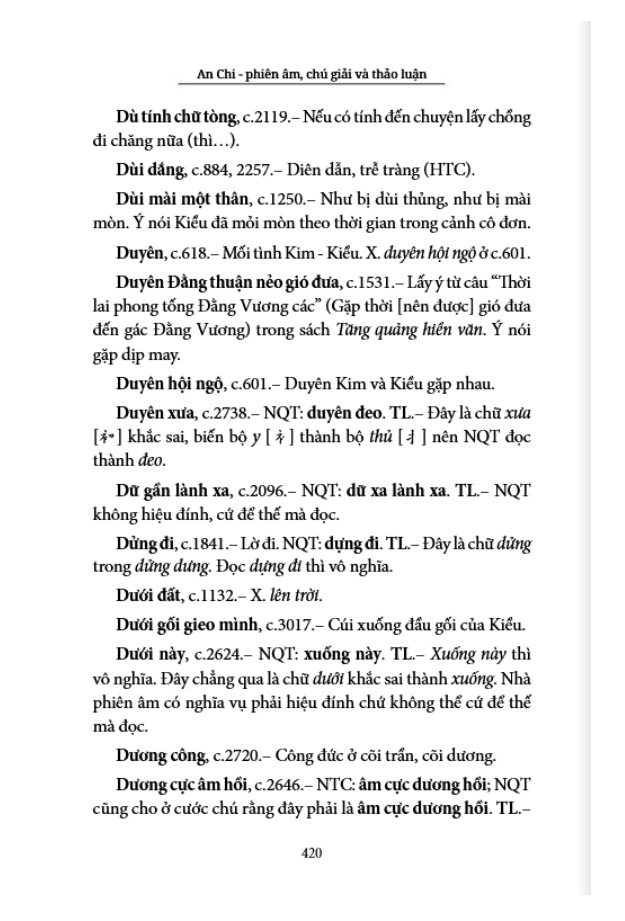 An Chi - phiên âm, chú giải và thảo luận
Dù tính chữ tòng, c.2119.– Nếu có tính đến chuyện lấy chồng
đi chăng nữa (thì…).
Dùi dắng, c.884, 2257.– Diên dẫn, trễ tràng (HTC).
Dùi mài một thân, c.1250.– Như bị dùi thủng, như bị mài
mòn. Ý nói Kiều đã mỏi mòn theo thời gian trong cảnh cô đơn.
Duyên, c.618.– Mối tình Kim - Kiều. X. duyên hội ngộ ở c.601.
Duyên Đằng thuận nẻo gió đưa, c.1531.– Lấy ý từ câu “Thời
lai phong tống Đằng Vương các” (Gặp thời [nên được] gió đưa
đến gác Đằng Vương) trong sách Tăng quảng hiền văn. Ý nói
gặp dịp may.
Duyên hội ngộ, c.601.– Duyên Kim và Kiều gặp nhau.
Duyên xưa, c.2738.– NQT: duyên đeo. TL.– Đây là chữ xưa
[ ] khắc sai, biến bộ y [衤] thành bộ thủ [扌] nên NQT đọc
thành đeo.
Dữ gần lành xa, c.2096.– NQT: dữ xa lành xa. TL.– NQT
không hiệu đính, cứ để thế mà đọc.
Dửng đi, c.1841.– Lờ đi. NQT: dựng đi. TL.– Đây là chữ dửng
trong dửng dưng. Đọc dựng đi thì vô nghĩa.
Dưới đất, c.1132.– X. lên trời.
Dưới gối gieo mình, c.3017.– Cúi xuống đầu gối của Kiều.
Dưới này, c.2624.– NQT: xuống này. TL.– Xuống này thì
vô nghĩa. Đây chẳng qua là chữ dưới khắc sai thành xuống. Nhà
phiên âm có nghĩa vụ phải hiệu đính chứ không thể cứ để thế
mà đọc.
Dương công, c.2720.– Công đức ở cõi trần, cõi dương.
Dương cực âm hồi, c.2646.– NTC: âm cực dương hồi; NQT
cũng cho ở cước chú rằng đây phải là âm cực dương hồi. TL.–
420